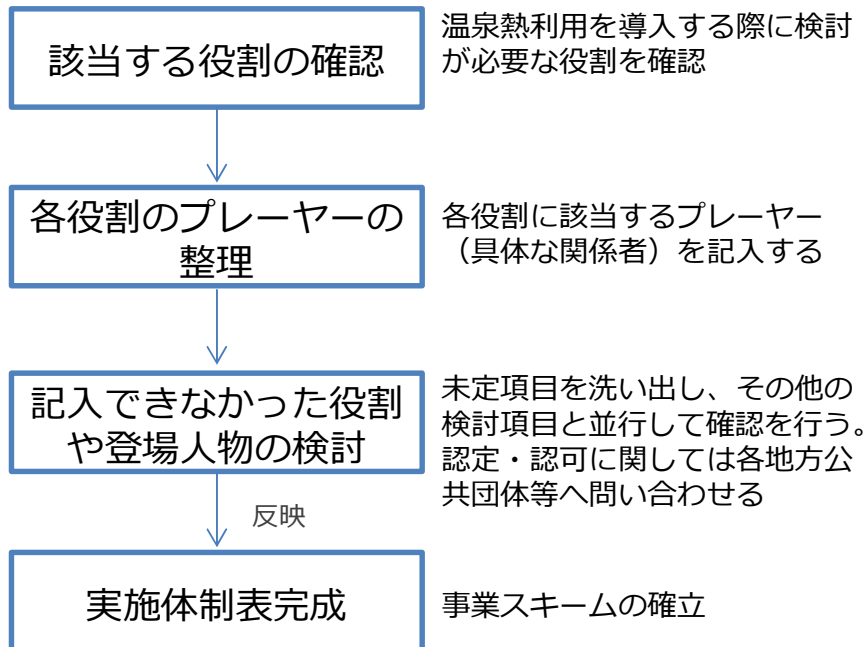 該当する役割の確認
温泉熱利用を導入する際に検討
が必要な役割を確認
各役割のプレーヤーの
整理
各役割に該当するプレーヤー
（具体な関係者）を記入する
記入できなかった役割
や登場人物の検討
未定項目を洗い出し、その他の
検討項目と並行して確認を行う。
認定・認可に関しては各地方公
共団体等へ問い合わせる
反映
実施体制表完成
事業スキームの確立